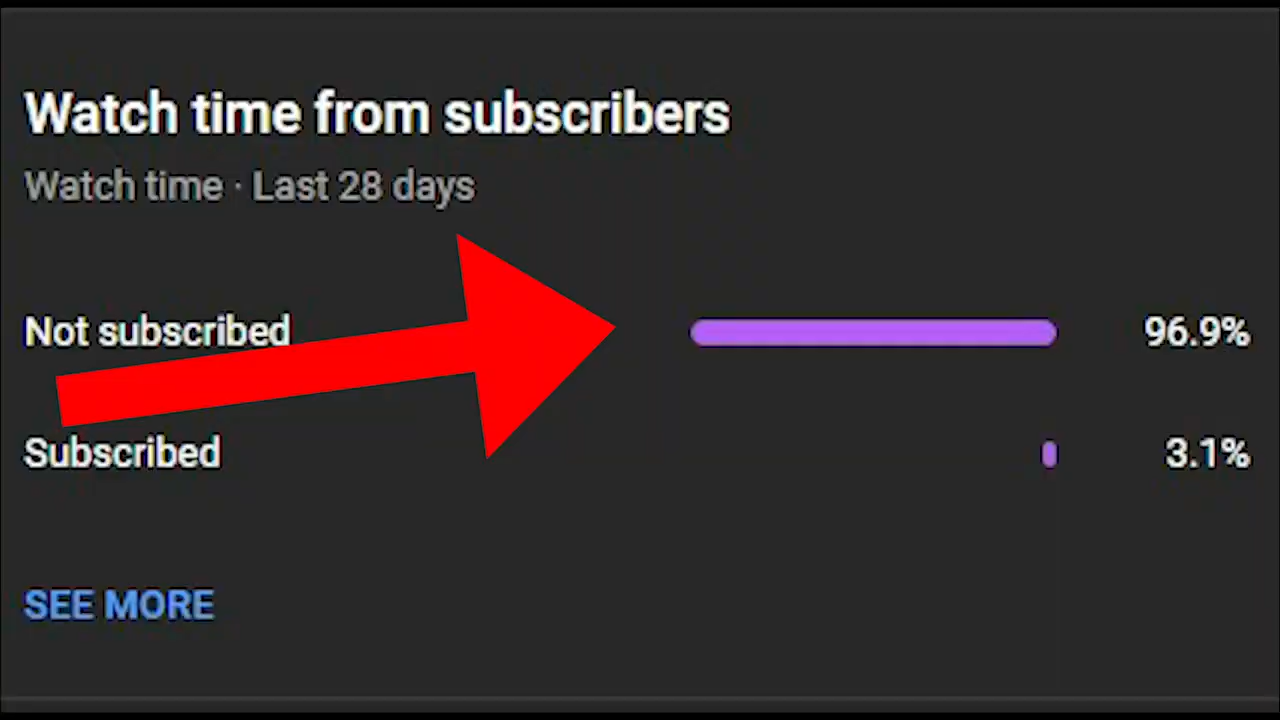 Watch time from subscribers
Watch time · Last 28 days
Not subscribed 96.9%
Subscribed 3.1%
SEE MORE